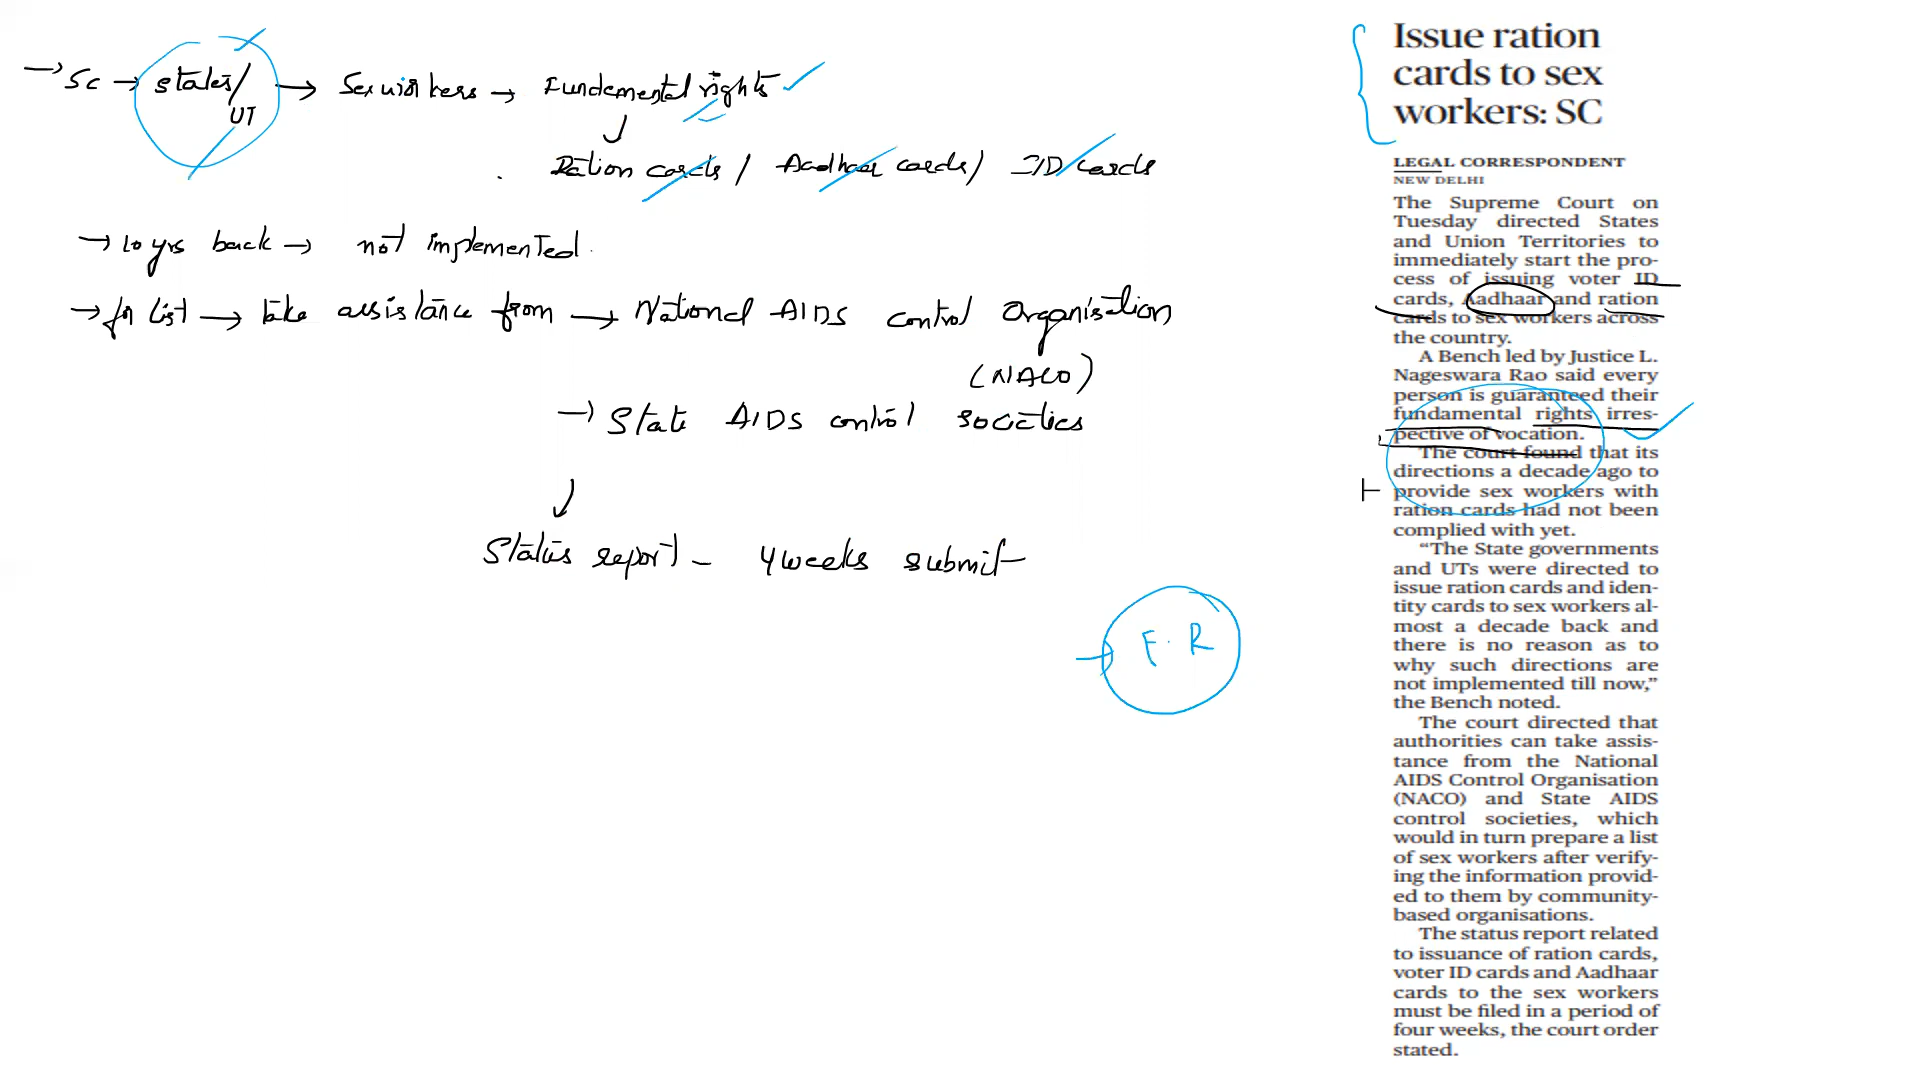 → SC → states/ UT → Sex workers → Fundemental rights
Ration cards / Aadhaar cards / ID cards
→ 10 yrs back → not implemented.
→ for list → take assistance from → National AIDS control Organisation
(NACO)
→ State AIDS control societies
Status report - 4 weeks submit
→ F.R
Issue ration
cards to sex
workers: SC
LEGAL CORRESPONDENT
NEW DELHI
The Supreme Court on
Tuesday directed States
and Union Territories to
immediately start the pro-
cess of issuing voter ID
cards, Aadhaar and ration
cards to sex workers across
the country.
A Bench led by Justice L.
Nageswara Rao said every
person is guaranteed their
fundamental rights irres-
pective of vocation.
The court found that its
directions a decade ago to
provide sex workers with
ration cards had not been
complied with yet.
“The State governments
and UTs were directed to
issue ration cards and iden-
tity cards to sex workers al-
most a decade back and
there is no reason as to
why such directions are
not implemented till now,”
the Bench noted.
The court directed that
authorities can take assis-
tance from the National
AIDS Control Organisation
(NACO) and State AIDS
control societies, which
would in turn prepare a list
of sex workers after verify-
ing the information provid-
ed to them by community-
based organisations.
The status report related
to issuance of ration cards,
voter ID cards and Aadhaar
cards to the sex workers
must be filed in a period of
four weeks, the court order
stated.